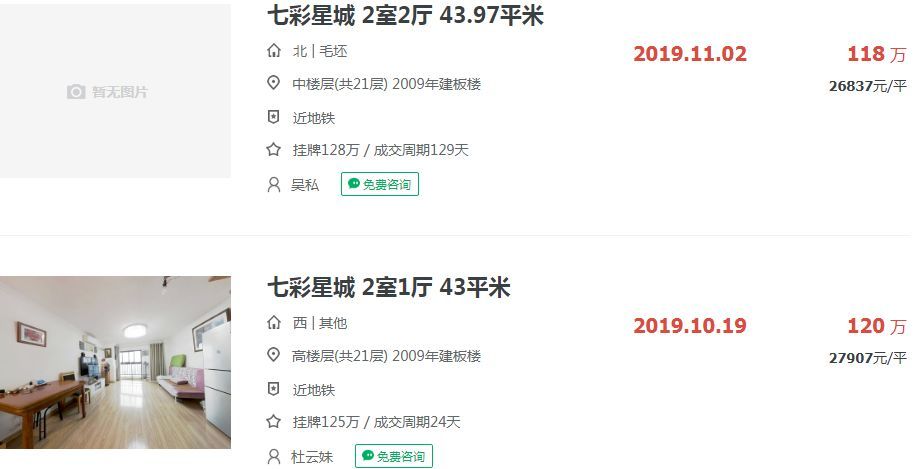 七彩星城 2室2厅 43.97平米
北 | 毛坯
2019.11.02
118 万
中楼层(共21层) 2009年建板楼
26837元/平
暂无图片
近地铁
挂牌128万 / 成交周期129天
吴私
免费咨询
七彩星城 2室1厅 43平米
西 | 其他
2019.10.19
120 万
高楼层(共21层) 2009年建板楼
27907元/平
近地铁
挂牌125万 / 成交周期24天
杜云妹
免费咨询